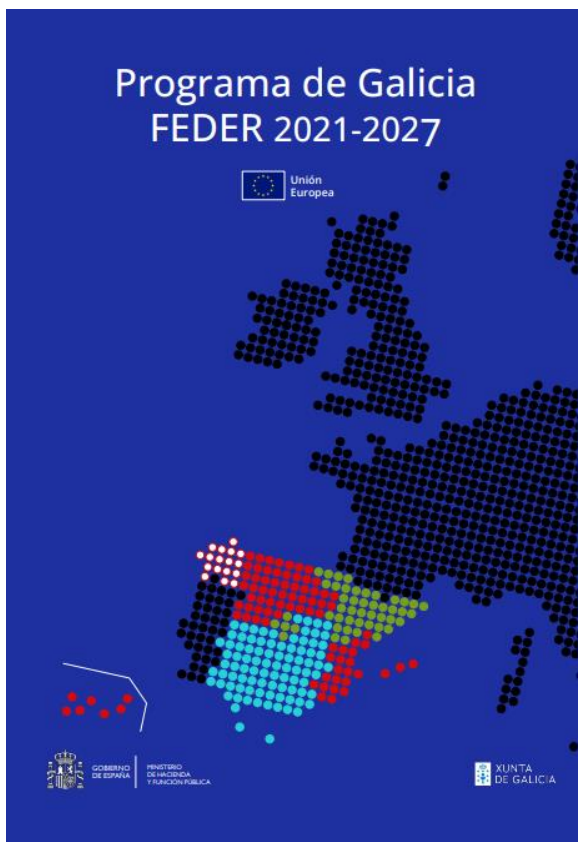 Programa de Galicia
FEDER 2021-2027
Unión
Europea
GOBIERNO
DE ESPAÑA
MINISTERIO
DE HACIENDA
Y FUNCIÓN PÚBLICA
XUNTA
DE GALICIA